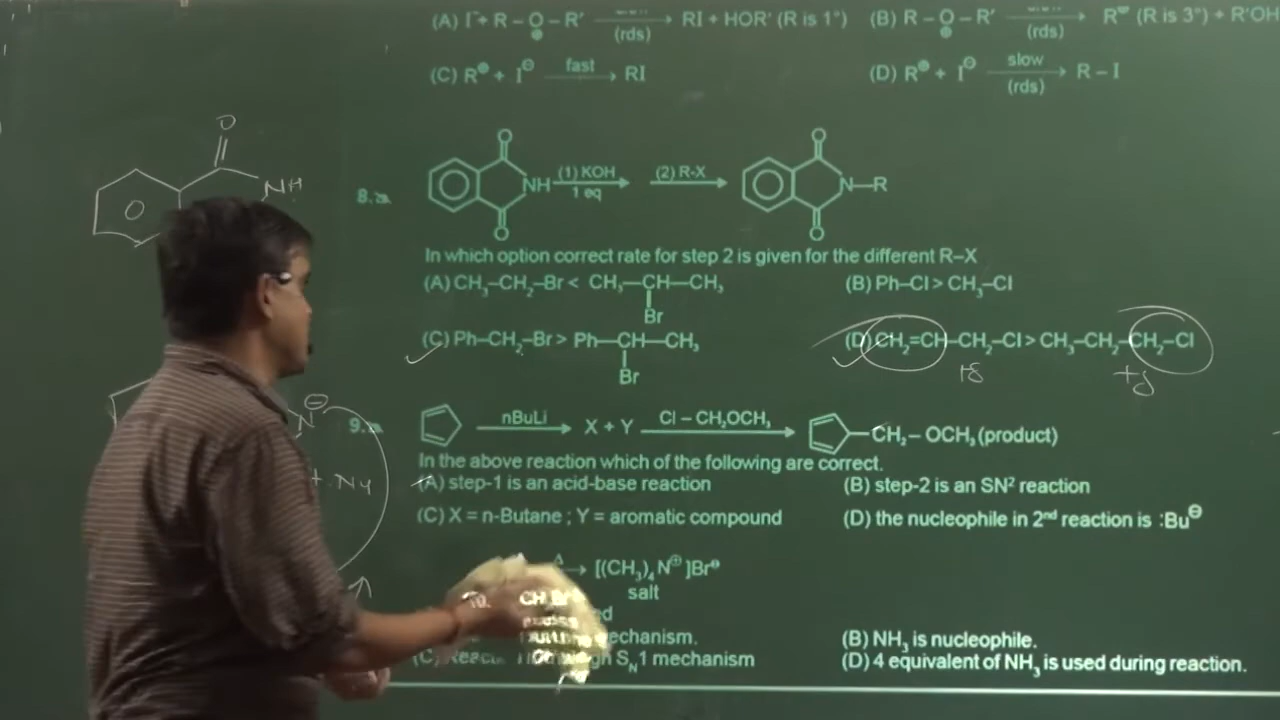 (A) I⁻ + R – O – R' → RI + HOR' (R is 1°) (B) R – O – R' → R⊕ (R is 3°) + R'OH
⊕ (rds) ⊕ (rds)
(C) R⊕ + I⊖ fast → RI (D) R⊕ + I⊖ slow → R – I
(rds)
O
NH
O
8.
O O
NH (1) KOH → (2) R-X → N–R
1 eq
O O
In which option correct rate for step 2 is given for the different R–X
(A) CH₃–CH₂–Br < CH₃–CH–CH₃ (B) Ph–Cl > CH₃–Cl
Br
(C) Ph–CH₂–Br > Ph–CH–CH₃ (D) CH₂=CH–CH₂–Cl > CH₃–CH₂–CH₂–Cl
Br
+δ +δ
N⊖
9. nBuLi → X + Y Cl – CH₂OCH₃ → CH₂– OCH₃ (product)
In the above reaction which of the following are correct.
(A) step-1 is an acid-base reaction (B) step-2 is an SN² reaction
(C) X = n-Butane ; Y = aromatic compound (D) the nucleophile in 2nd reaction is :Bu⊖
10. Δ → [(CH₃)₄N⊕]Br⊖
salt
mechanism. (B) NH₃ is nucleophile.
(C) SN1 mechanism (D) 4 equivalent of NH₃ is used during reaction.